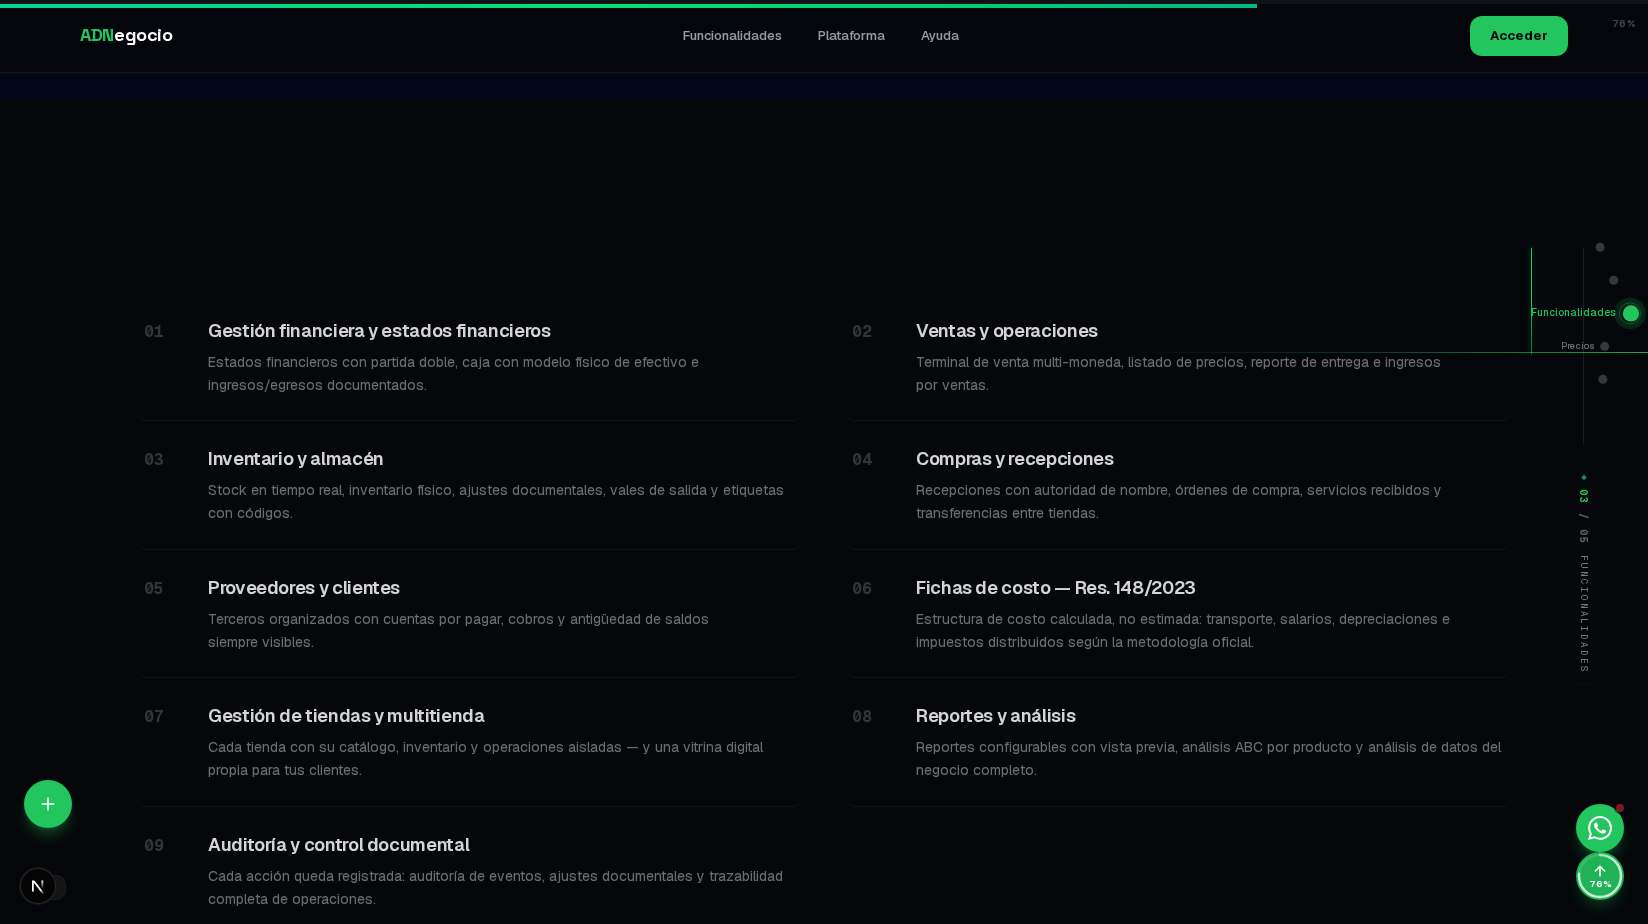 ADNegocio
Funcionalidades
Plataforma
Ayuda
Acceder
76%
01
Gestión financiera y estados financieros
Estados financieros con partida doble, caja con modelo físico de efectivo e
ingresos/egresos documentados.
02
Ventas y operaciones
Terminal de venta multi-moneda, listado de precios, reporte de entrega e ingresos
por ventas.
Funcionalidades
Precios
03
Inventario y almacén
Stock en tiempo real, inventario físico, ajustes documentales, vales de salida y etiquetas
con códigos.
04
Compras y recepciones
Recepciones con autoridad de nombre, órdenes de compra, servicios recibidos y
transferencias entre tiendas.
03 / 05 FUNCIONALIDADES
05
Proveedores y clientes
Terceros organizados con cuentas por pagar, cobros y antigüedad de saldos
siempre visibles.
06
Fichas de costo — Res. 148/2023
Estructura de costo calculada, no estimada: transporte, salarios, depreciaciones e
impuestos distribuidos según la metodología oficial.
07
Gestión de tiendas y multitienda
Cada tienda con su catálogo, inventario y operaciones aisladas — y una vitrina digital
propia para tus clientes.
08
Reportes y análisis
Reportes configurables con vista previa, análisis ABC por producto y análisis de datos del
negocio completo.
09
Auditoría y control documental
Cada acción queda registrada: auditoría de eventos, ajustes documentales y trazabilidad
completa de operaciones.
N
76%